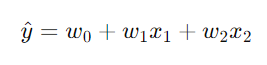 ŷ = w₀ + w₁x₁ + w₂x₂